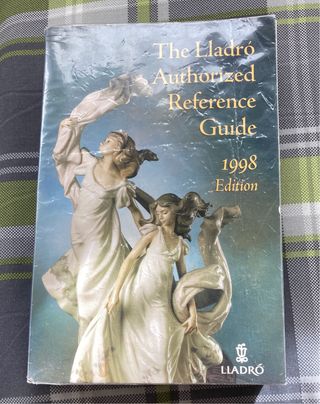 The Lladró
Authorized
Reference
Guide
1998
Edition
LLADRÓ